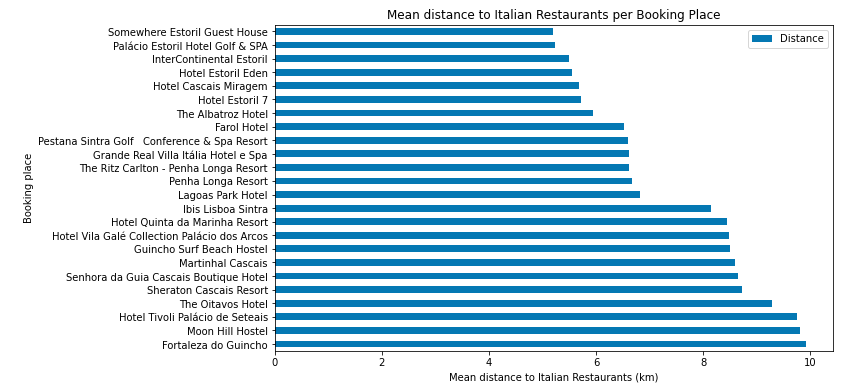 Mean distance to Italian Restaurants per Booking Place
Distance
Somewhere Estoril Guest House
Palácio Estoril Hotel Golf & SPA
InterContinental Estoril
Hotel Estoril Eden
Hotel Cascais Miragem
Hotel Estoril 7
The Albatroz Hotel
Farol Hotel
Pestana Sintra Golf   Conference & Spa Resort
Grande Real Villa Itália Hotel e Spa
The Ritz Carlton - Penha Longa Resort
Penha Longa Resort
Lagoas Park Hotel
Ibis Lisboa Sintra
Hotel Quinta da Marinha Resort
Hotel Vila Galé Collection Palácio dos Arcos
Guincho Surf Beach Hostel
Martinhal Cascais
Senhora da Guia Cascais Boutique Hotel
Sheraton Cascais Resort
The Oitavos Hotel
Hotel Tivoli Palácio de Seteais
Moon Hill Hostel
Fortaleza do Guincho
Booking place
0 2 4 6 8 10
Mean distance to Italian Restaurants (km)